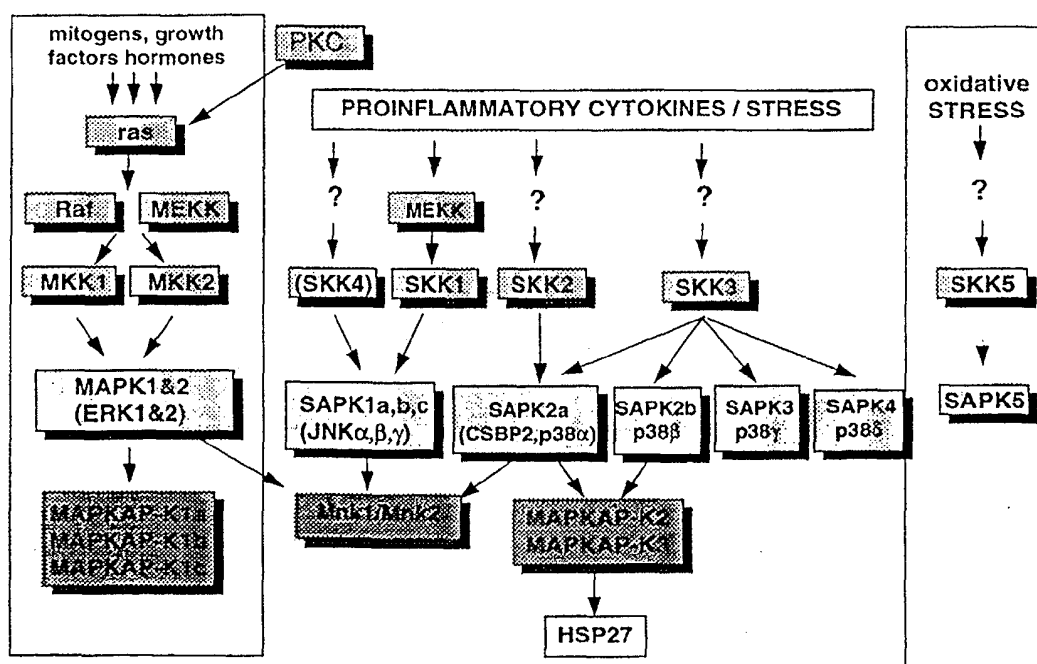 mitogens, growth
factors hormones
PKC
ras
Raf
MEKK
MKK1
MKK2
MAPK1&2
(ERK1&2)
MAPKAP-K1a
MAPKAP-K1b
MAPKAP-K1c
PROINFLAMMATORY CYTOKINES / STRESS
?
MEKK
?
?
(SKK4)
SKK1
SKK2
SKK3
SAPK1a,b,c
(JNKα,β,γ)
SAPK2a
(CSBP2,p38α)
SAPK2b
p38β
SAPK3
p38γ
SAPK4
p38δ
Mnk1/Mnk2
MAPKAP-K2
MAPKAP-K3
HSP27
oxidative
STRESS
?
SKK5
SAPK5